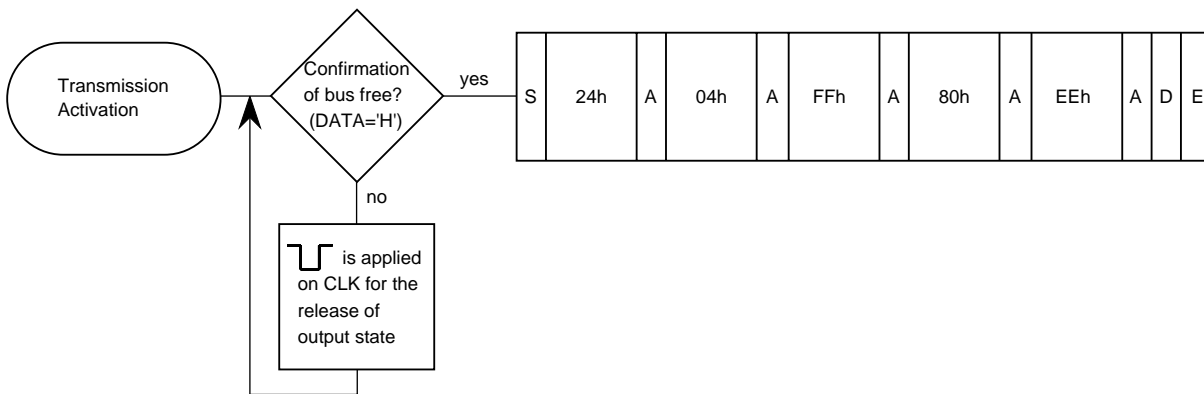 Transmission
Activation
Confirmation
of bus free?
(DATA='H')
yes
S 24h A 04h A FFh A 80h A EEh A D E
no
is applied
on CLK for the
release of
output state